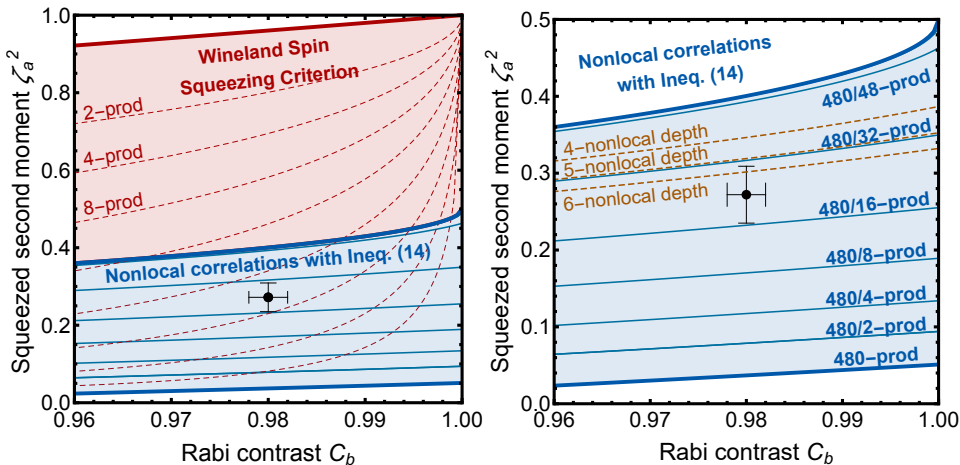 Squeezed second moment ζₐ²
1.0
0.8
0.6
0.4
0.2
0.0
Wineland Spin
Squeezing Criterion
2-prod
4-prod
8-prod
Nonlocal correlations with Ineq. (14)
0.96
0.97
0.98
0.99
1.00
Rabi contrast C_b
Squeezed second moment ζₐ²
0.5
0.4
0.3
0.2
0.1
0.0
Nonlocal correlations
with Ineq. (14)
480/48-prod
4-nonlocal depth
480/32-prod
5-nonlocal depth
6-nonlocal depth
480/16-prod
480/8-prod
480/4-prod
480/2-prod
480-prod
0.96
0.97
0.98
0.99
1.00
Rabi contrast C_b